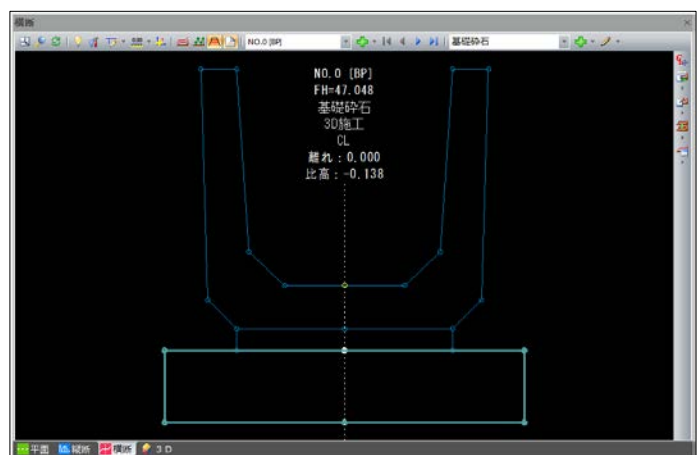 横断
NO.0 [BP]
基礎砕石
NO.0 [BP]
FH=47.048
基礎砕石
3D施工
CL
離れ：0.000
比高：-0.138
平面 縦断 横断 3D